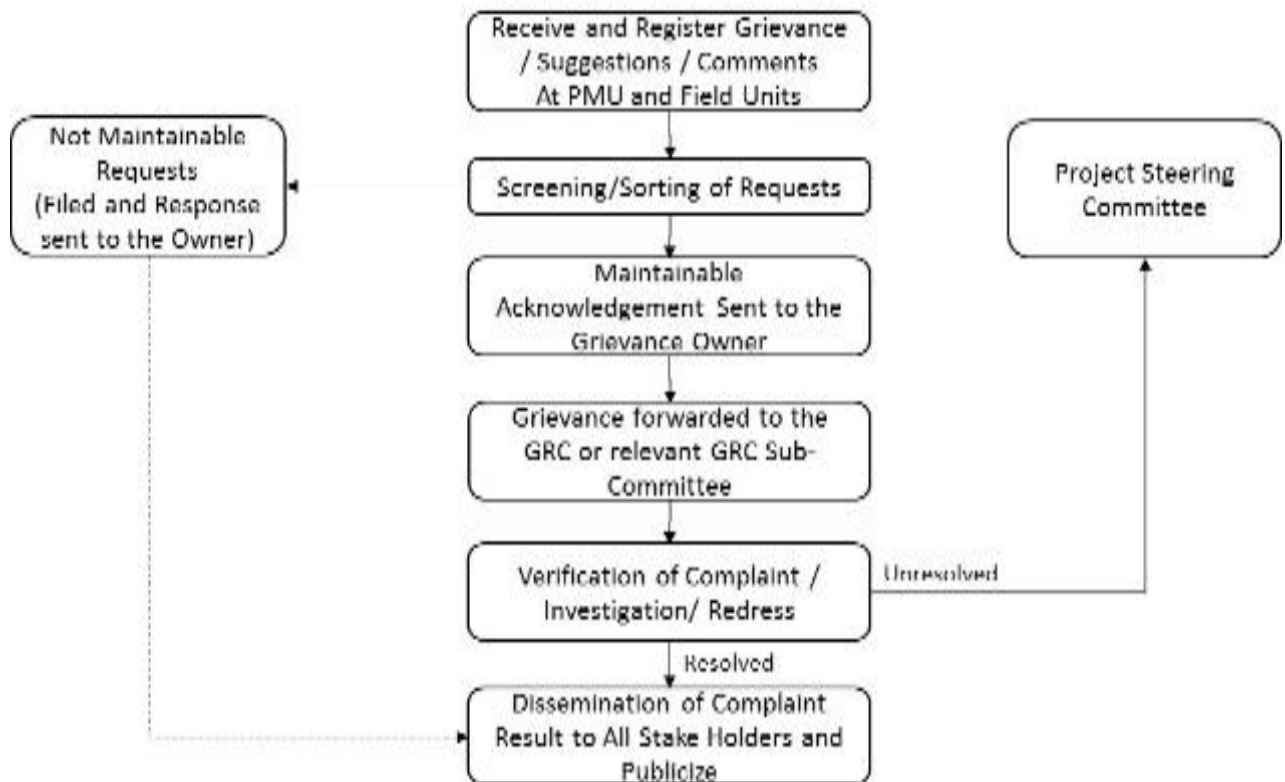 Receive and Register Grievance
/ Suggestions / Comments
At PMU and Field Units
Not Maintainable
Requests
(Filed and Response
sent to the Owner)
Screening/Sorting of Requests
Project Steering
Committee
Maintainable
Acknowledgement Sent to the
Grievance Owner
Grievance forwarded to the
GRC or relevant GRC Sub-
Committee
Verification of Complaint /
Investigation/ Redress
Unresolved
Resolved
Dissemination of Complaint
Result to All Stake Holders and
Publicize